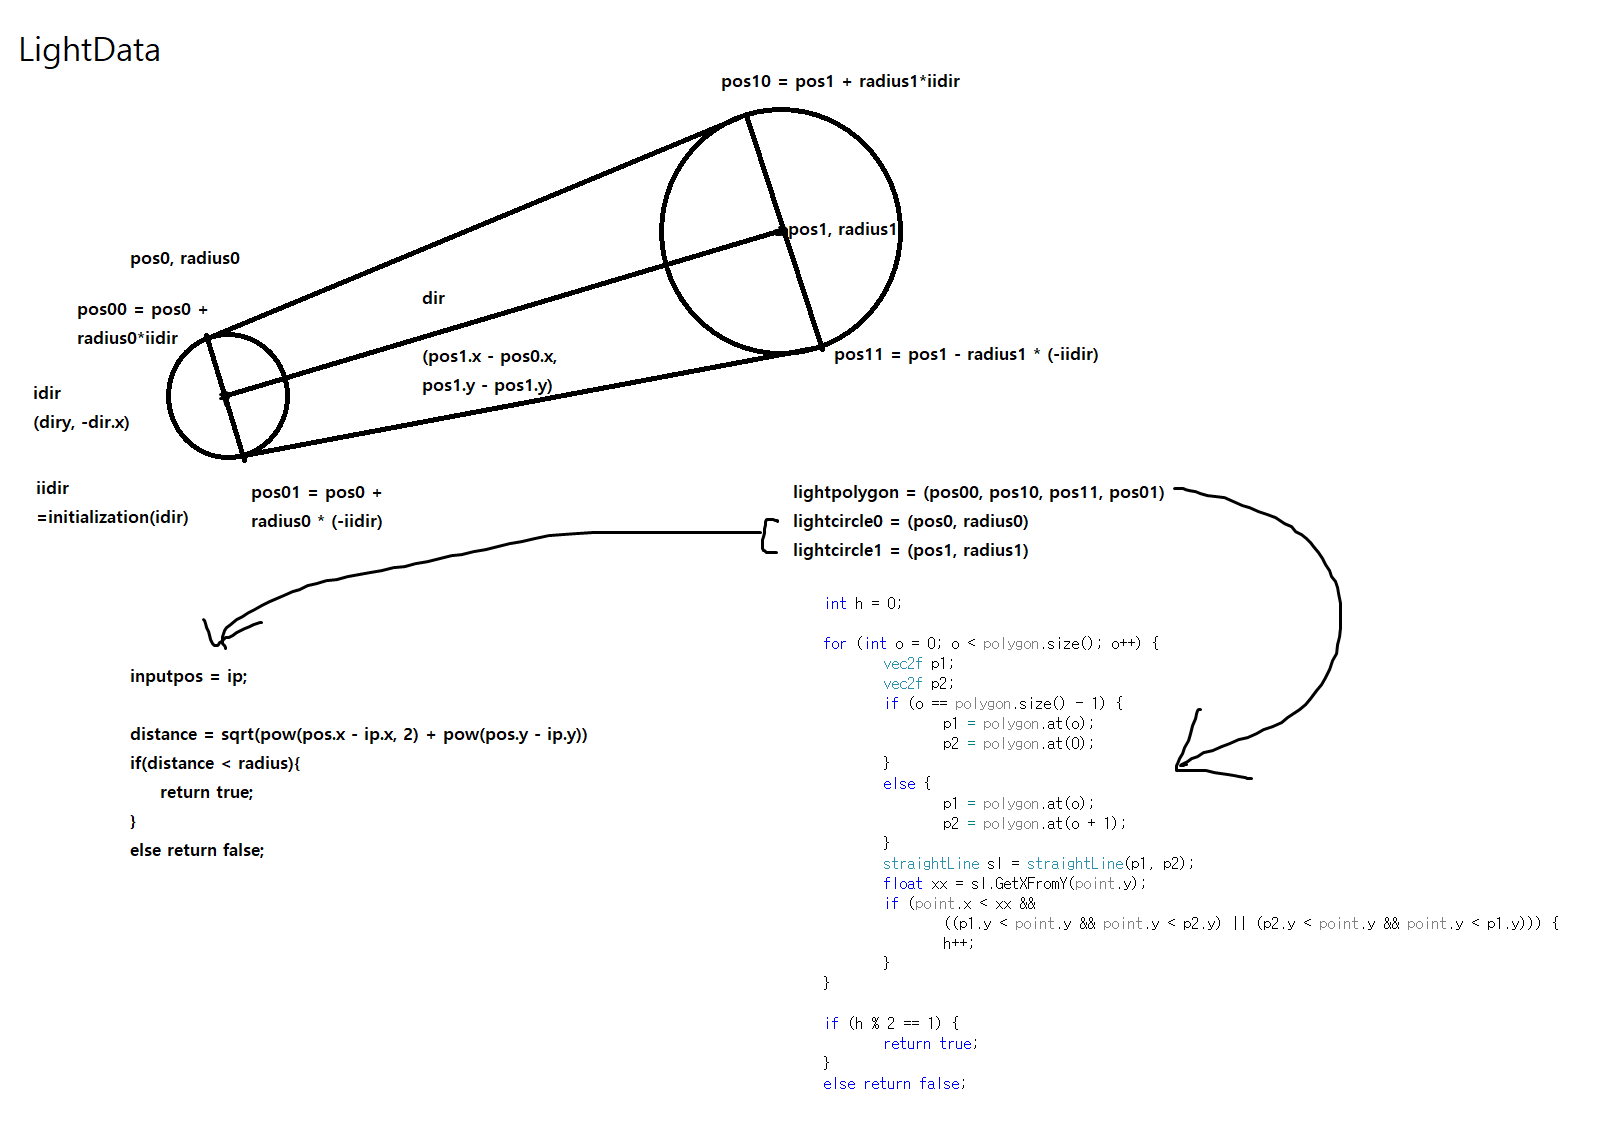 LightData
pos10 = pos1 + radius1*iidir
pos1, radius1
pos0, radius0
pos00 = pos0 +
radius0*iidir
dir
(pos1.x - pos0.x,
pos1.y - pos1.y)
pos11 = pos1 - radius1 * (-iidir)
idir
(diry, -dir.x)
iidir
=initialization(idir)
pos01 = pos0 +
radius0 * (-iidir)
lightpolygon = (pos00, pos10, pos11, pos01)
lightcircle0 = (pos0, radius0)
lightcircle1 = (pos1, radius1)
inputpos = ip;
distance = sqrt(pow(pos.x - ip.x, 2) + pow(pos.y - ip.y))
if(distance < radius){
return true;
}
else return false;
int h = 0;
for (int o = 0; o < polygon.size(); o++) {
vec2f p1;
vec2f p2;
if (o == polygon.size() - 1) {
p1 = polygon.at(o);
p2 = polygon.at(0);
}
else {
p1 = polygon.at(o);
p2 = polygon.at(o + 1);
}
straightLine sl = straightLine(p1, p2);
float xx = sl.GetXFromY(point.y);
if (point.x < xx &&
((p1.y < point.y && point.y < p2.y) || (p2.y < point.y && point.y < p1.y))) {
h++;
}
}
if (h % 2 == 1) {
return true;
}
else return false;